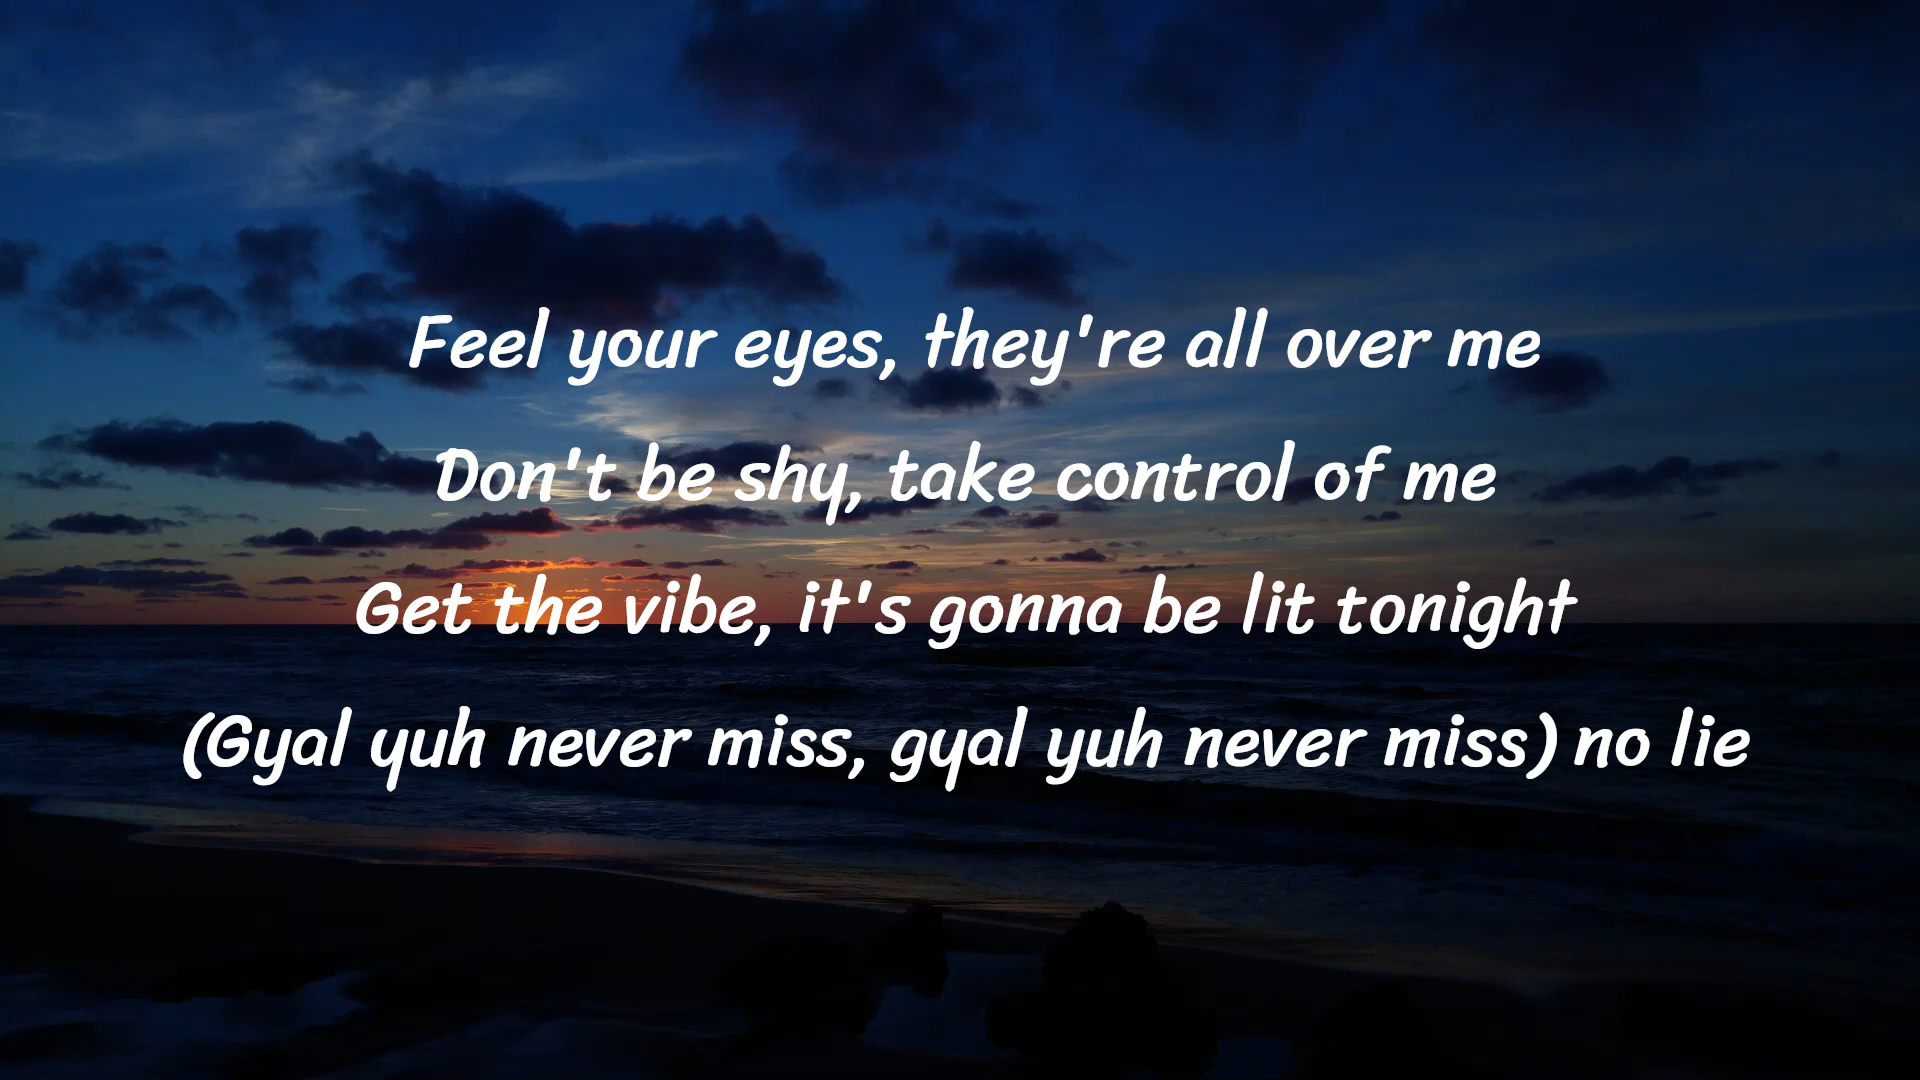 Feel your eyes, they're all over me
Don't be shy, take control of me
Get the vibe, it's gonna be lit tonight
(Gyal yuh never miss, gyal yuh never miss) no lie